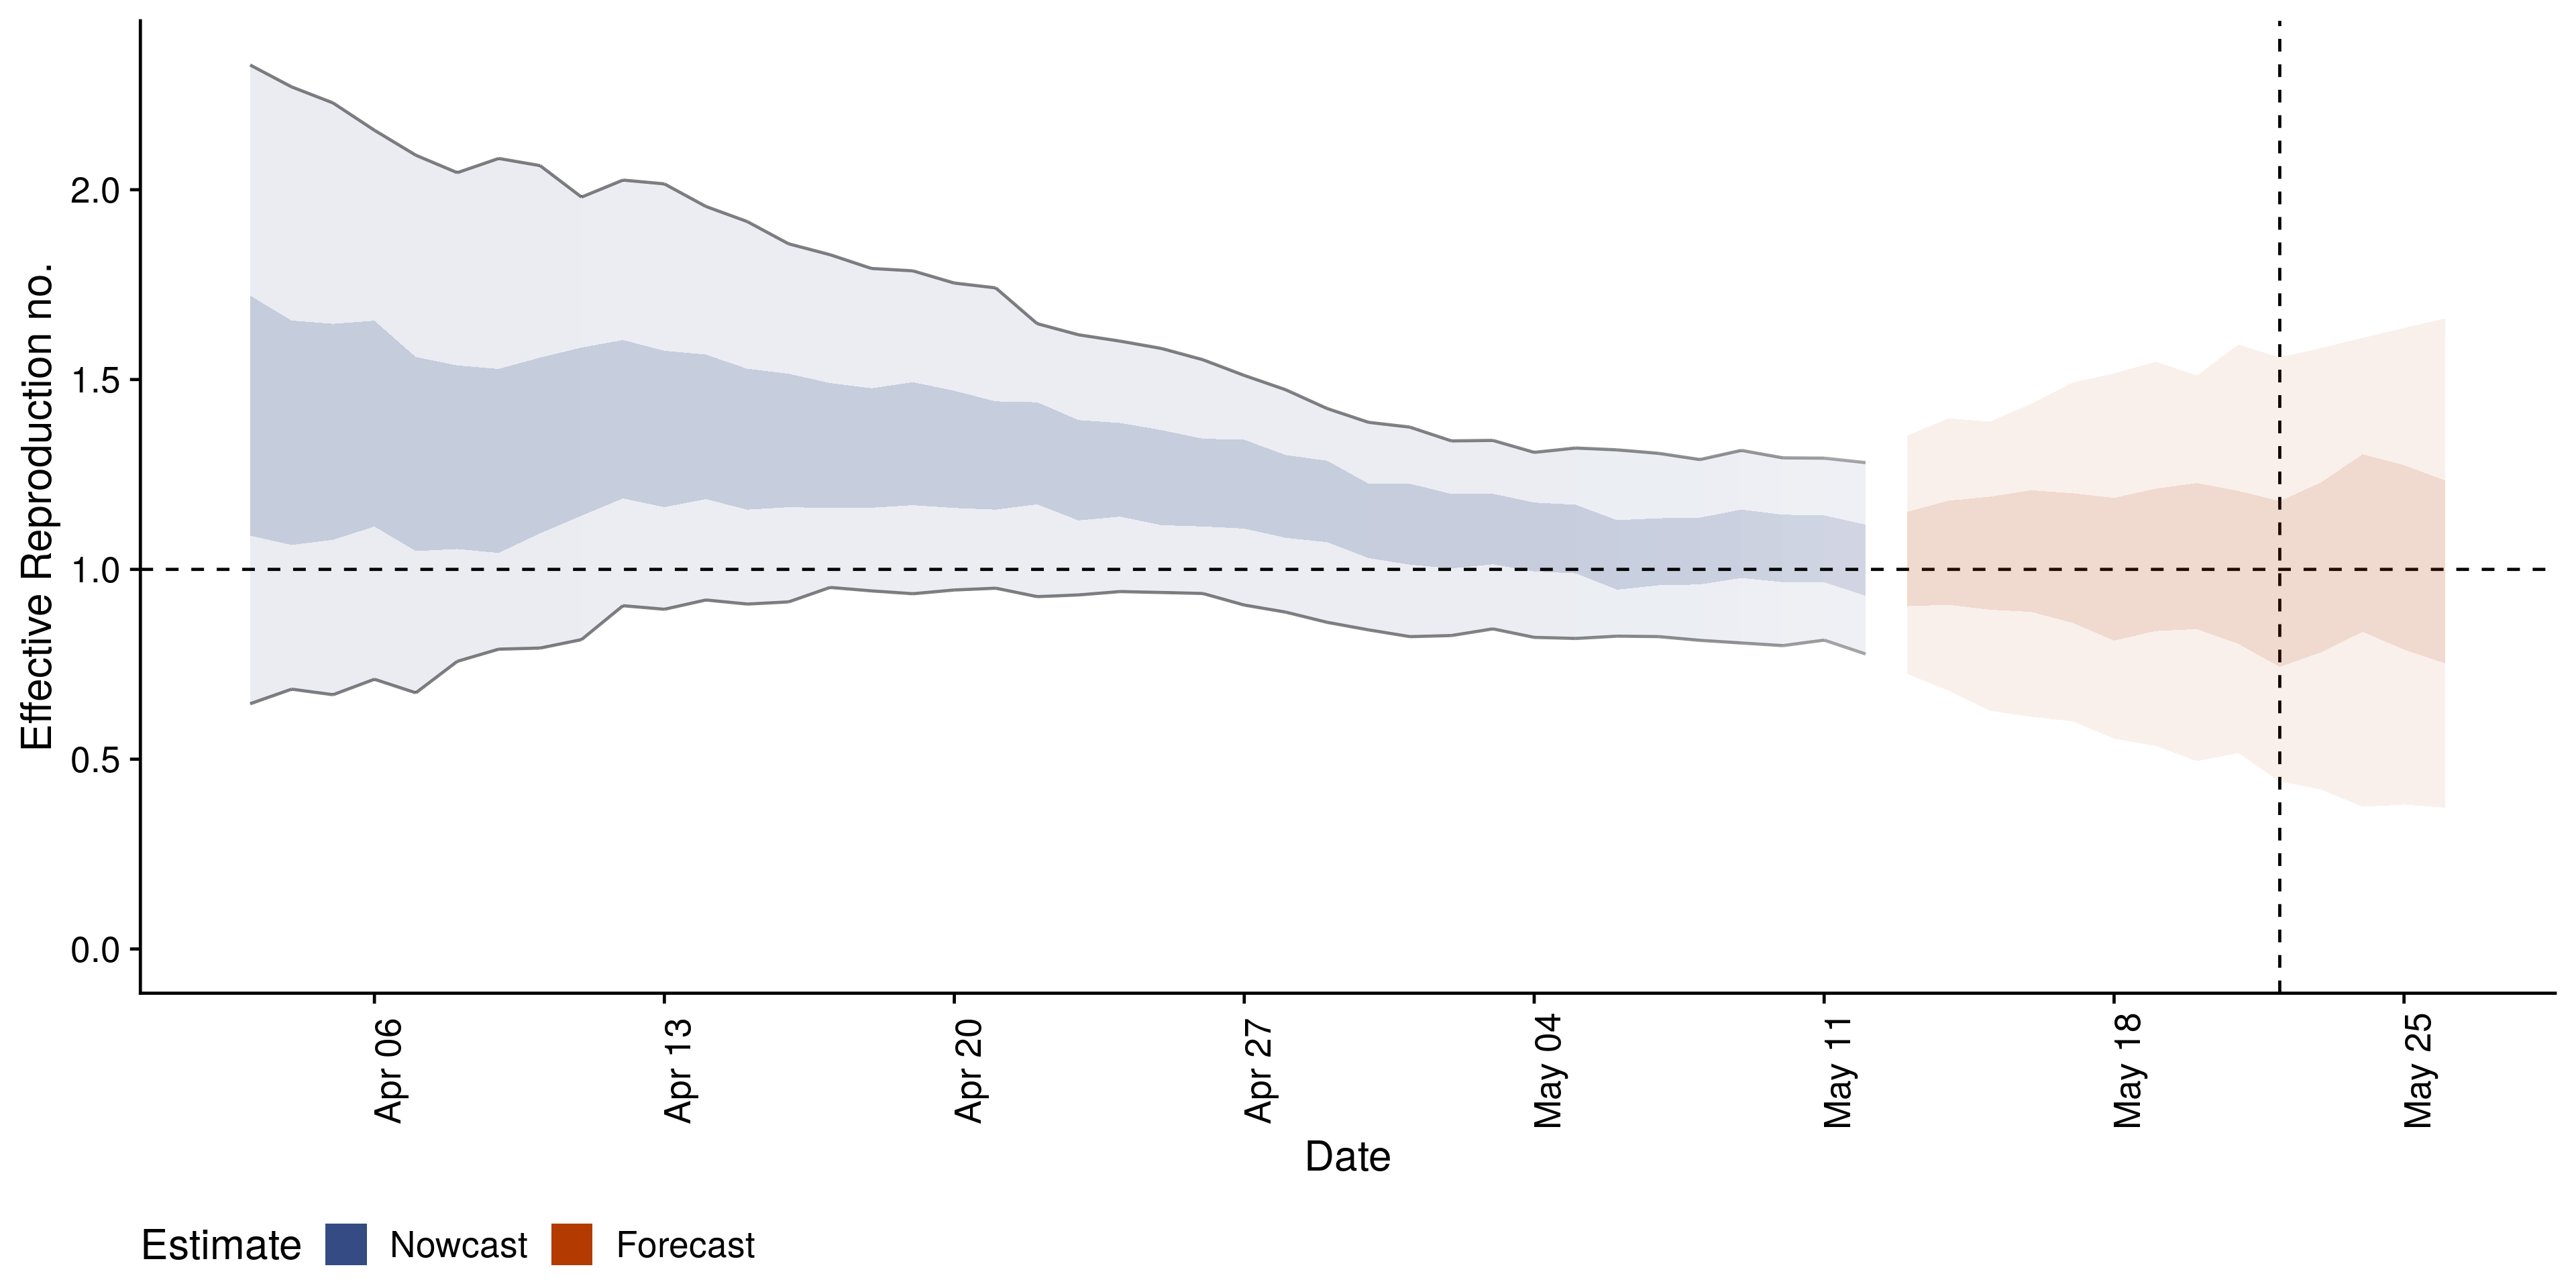 Effective Reproduction no.
2.0
1.5
1.0
0.5
0.0
Apr 06
Apr 13
Apr 20
Apr 27
May 04
May 11
May 18
May 25
Date
Estimate Nowcast Forecast